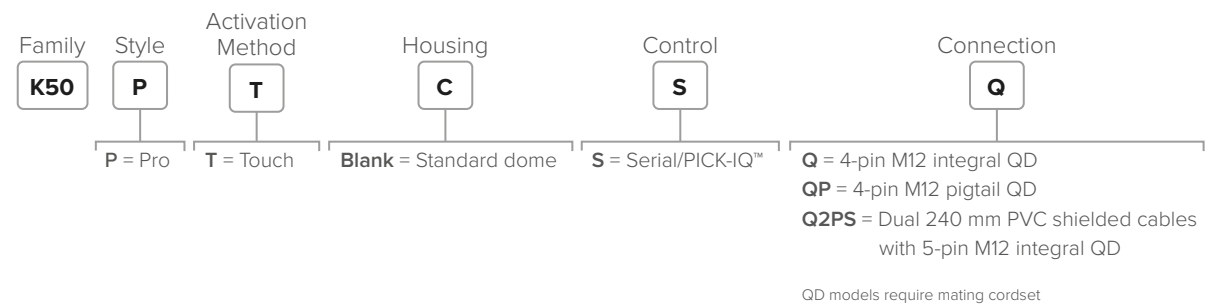 Family
Style
Activation
Method
Housing
Control
Connection
K50
P
T
C
S
Q
P = Pro
T = Touch
Blank = Standard dome
S = Serial/PICK-IQ™
Q = 4-pin M12 integral QD
QP = 4-pin M12 pigtail QD
Q2PS = Dual 240 mm PVC shielded cables
with 5-pin M12 integral QD
QD models require mating cordset